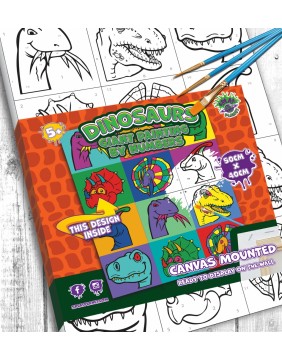 5+
DINOSAURS
GIANT PAINTING
BY NUMBERS
50CM
X
40CM
THIS DESIGN
INSIDE
CANVAS MOUNTED
READY TO DISPLAY ON THE WALL